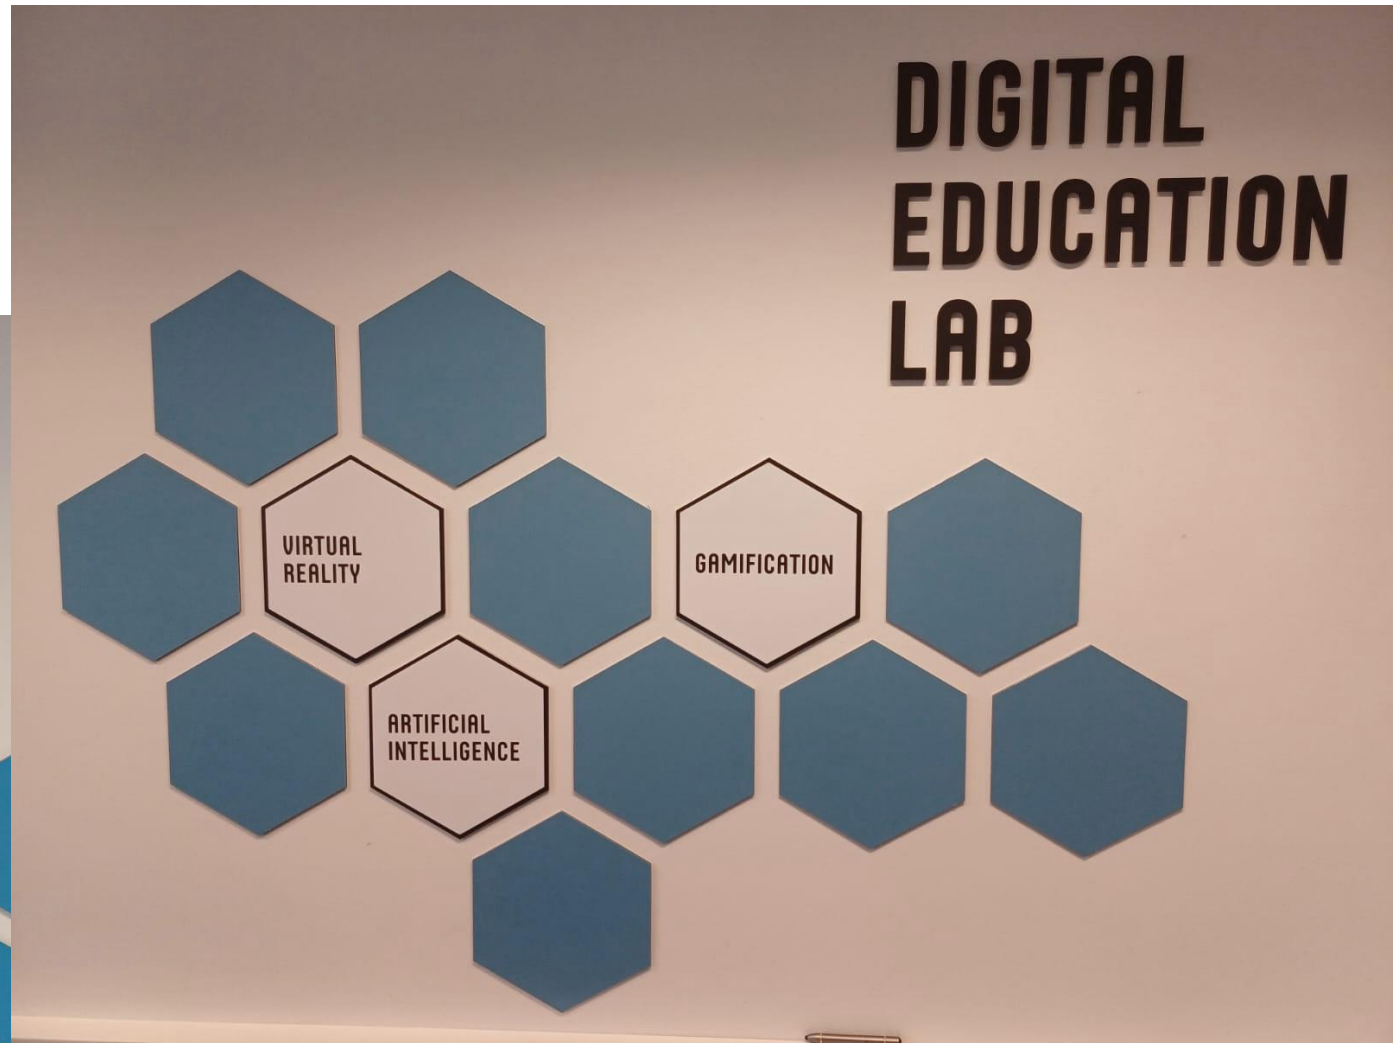 DIGITAL
EDUCATION
LAB
VIRTUAL
REALITY
GAMIFICATION
ARTIFICIAL
INTELLIGENCE